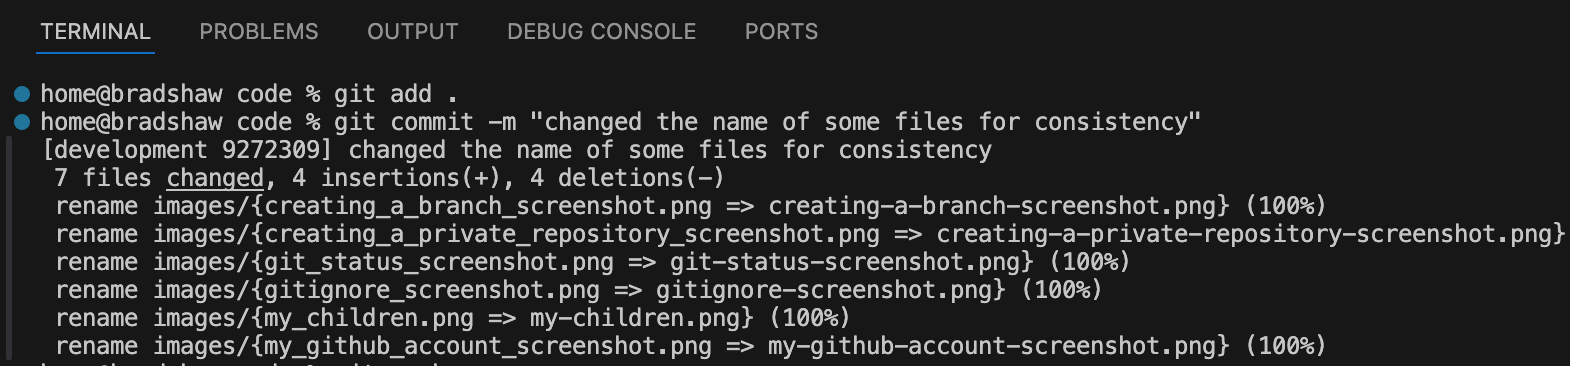 TERMINAL PROBLEMS OUTPUT DEBUG CONSOLE PORTS
home@bradshaw code % git add .
home@bradshaw code % git commit -m "changed the name of some files for consistency"
[development 9272309] changed the name of some files for consistency
7 files changed, 4 insertions(+), 4 deletions(-)
rename images/{creating_a_branch_screenshot.png => creating-a-branch-screenshot.png} (100%)
rename images/{creating_a_private_repository_screenshot.png => creating-a-private-repository-screenshot.png}
rename images/{git_status_screenshot.png => git-status-screenshot.png} (100%)
rename images/{gitignore_screenshot.png => gitignore-screenshot.png} (100%)
rename images/{my_children.png => my-children.png} (100%)
rename images/{my_github_account_screenshot.png => my-github-account-screenshot.png} (100%)